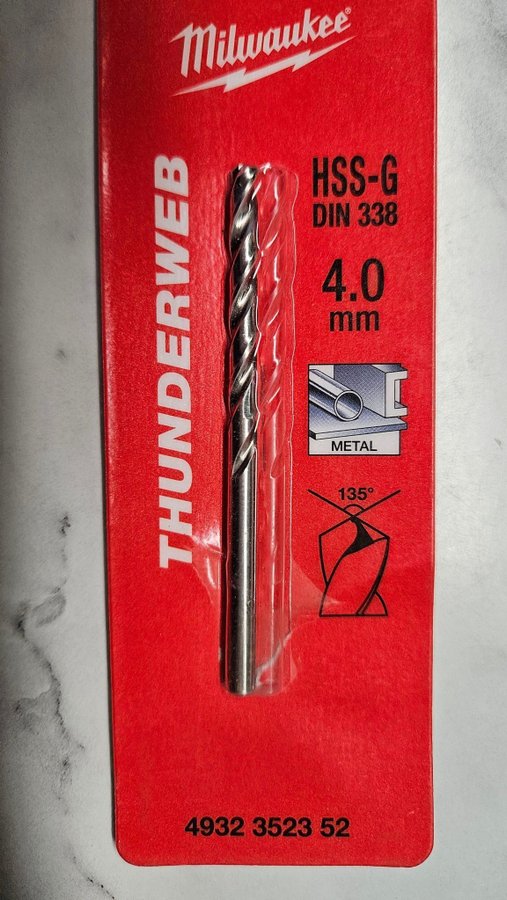 Milwaukee
THUNDERWEB
HSS-G
DIN 338
4.0
mm
METAL
135°
4932 3523 52